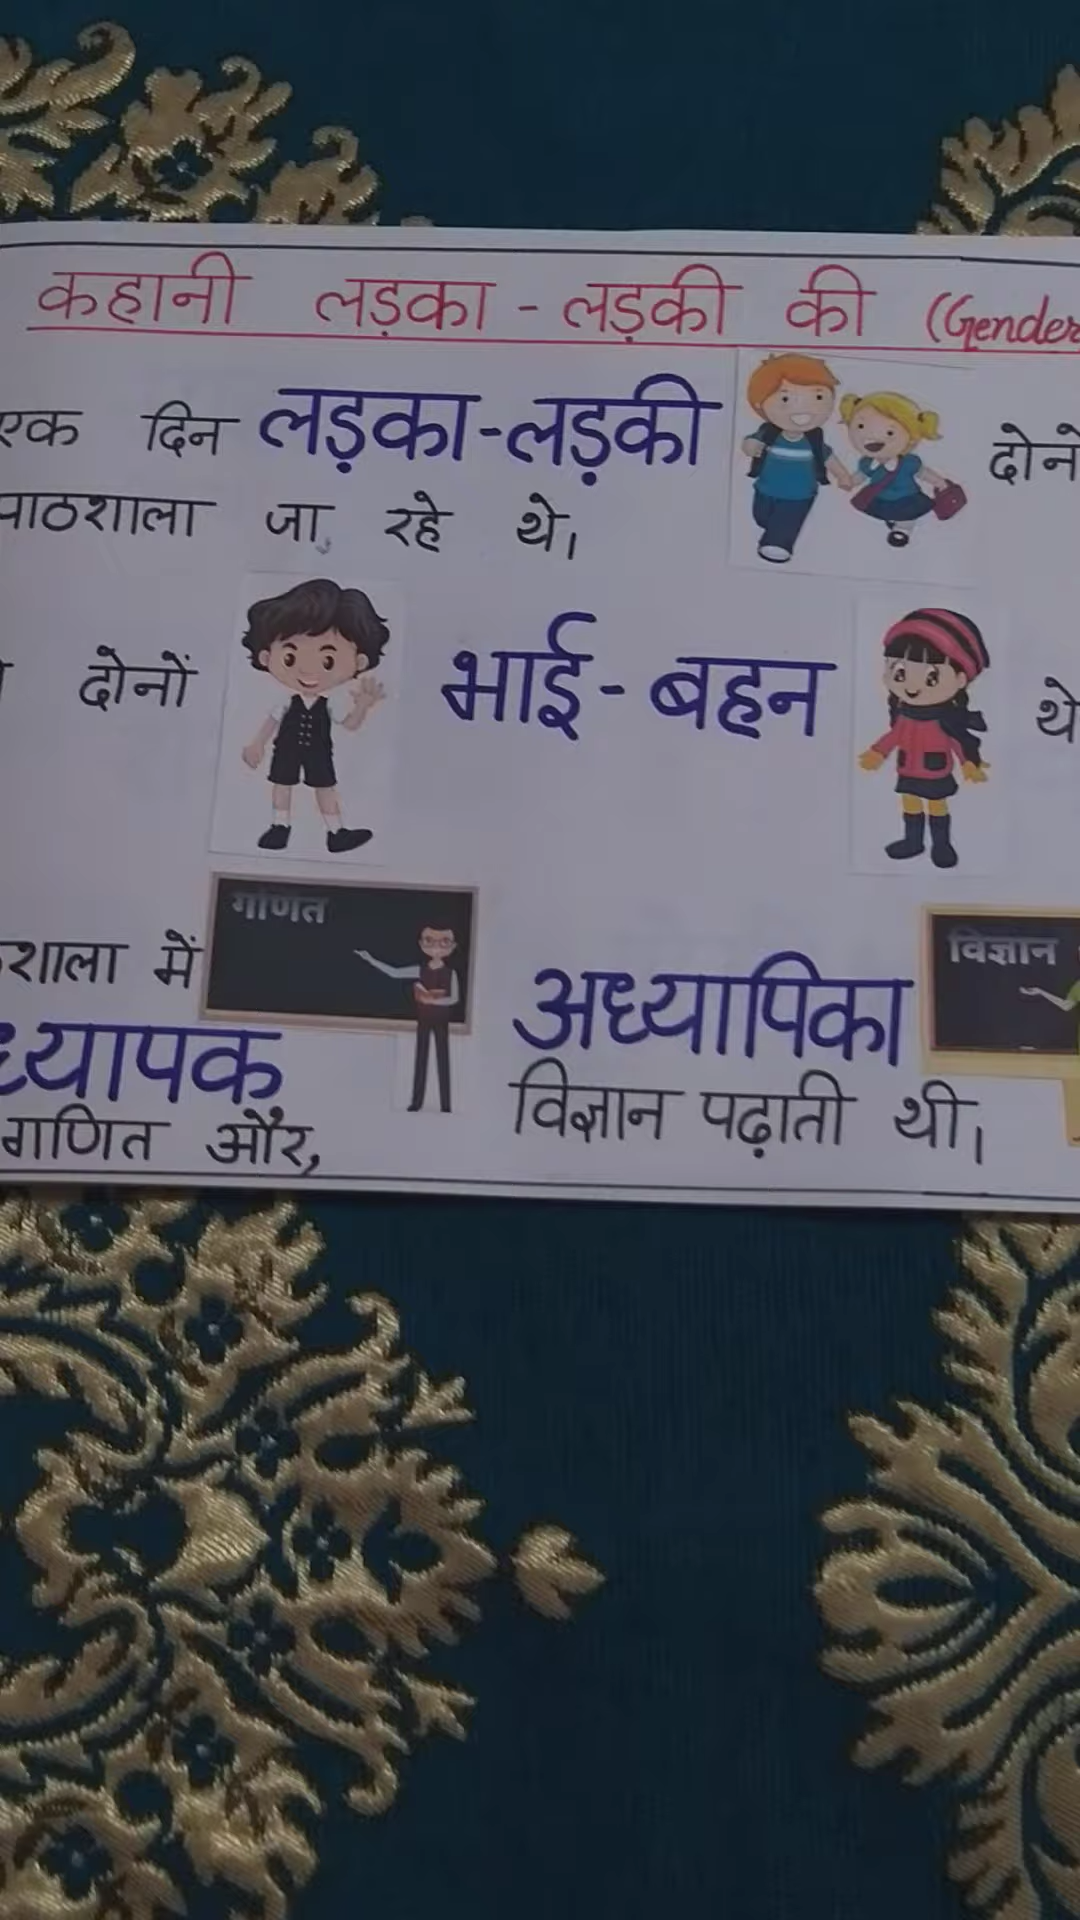 कहानी लड़का - लड़की की (Gender
एक दिन लड़का-लड़की दोनों
पाठशाला जा रहे थे।
दोनों भाई-बहन थे
शाला में
गणित
ध्यापक
गणित और,
अध्यापिका
विज्ञान
विज्ञान पढ़ाती थी।